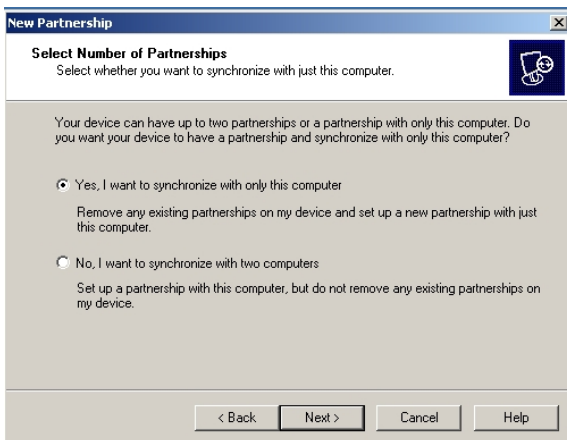 New Partnership
Select Number of Partnerships
Select whether you want to synchronize with just this computer.
Your device can have up to two partnerships or a partnership with only this computer. Do
you want your device to have a partnership and synchronize with only this computer?
Yes, I want to synchronize with only this computer
Remove any existing partnerships on my device and set up a new partnership with just
this computer.
No, I want to synchronize with two computers
Set up a partnership with this computer, but do not remove any existing partnerships on
my device.
< Back Next > Cancel Help